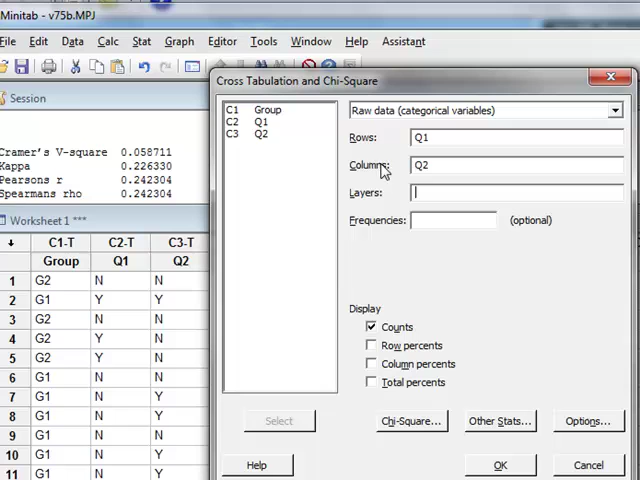 Minitab - v75b.MPJ
File Edit Data Calc Stat Graph Editor Tools Window Help Assistant
Session
Cramer's V-square 0.058711
Kappa 0.226330
Pearsons r 0.242304
Spearmans rho 0.242304
Worksheet 1 ***
C1-T C2-T C3-T
Group Q1 Q2
1 G2 N N
2 G1 Y Y
3 G2 N N
4 G2 Y N
5 G2 Y N
6 G1 N N
7 G1 N Y
8 G1 N Y
9 G1 N N
10 G1 N Y
11 G1 N Y
Cross Tabulation and Chi-Square
C1 Group
C2 Q1
C3 Q2
Raw data (categorical variables)
Rows: Q1
Columns: Q2
Layers:
Frequencies: (optional)
Display
Counts
Row percents
Column percents
Total percents
Select Chi-Square... Other Stats... Options...
Help OK Cancel